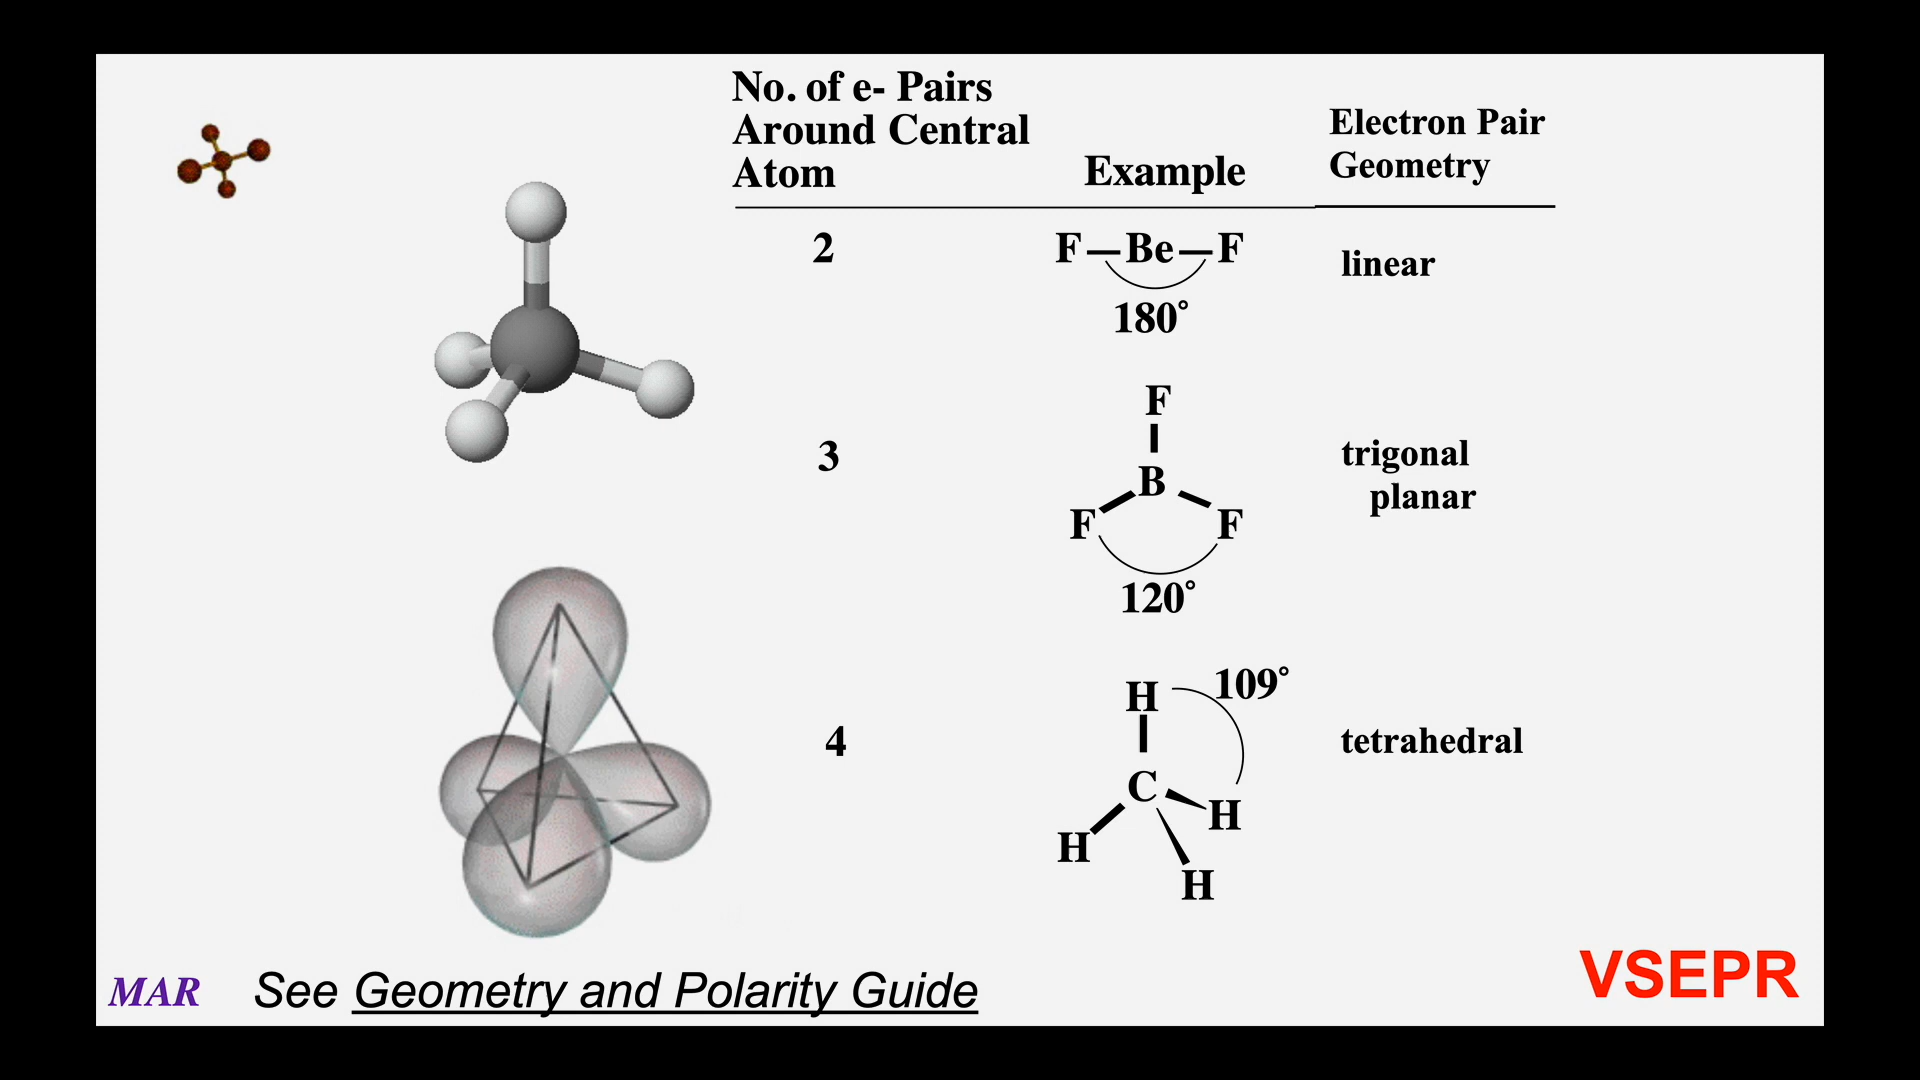 No. of e- Pairs
Around Central
Atom
Example
Electron Pair
Geometry
2
F—Be—F
180°
linear
F
3
B
F F
120°
trigonal
planar
H
109°
4
C
H
H
H
tetrahedral
MAR
See Geometry and Polarity Guide
VSEPR